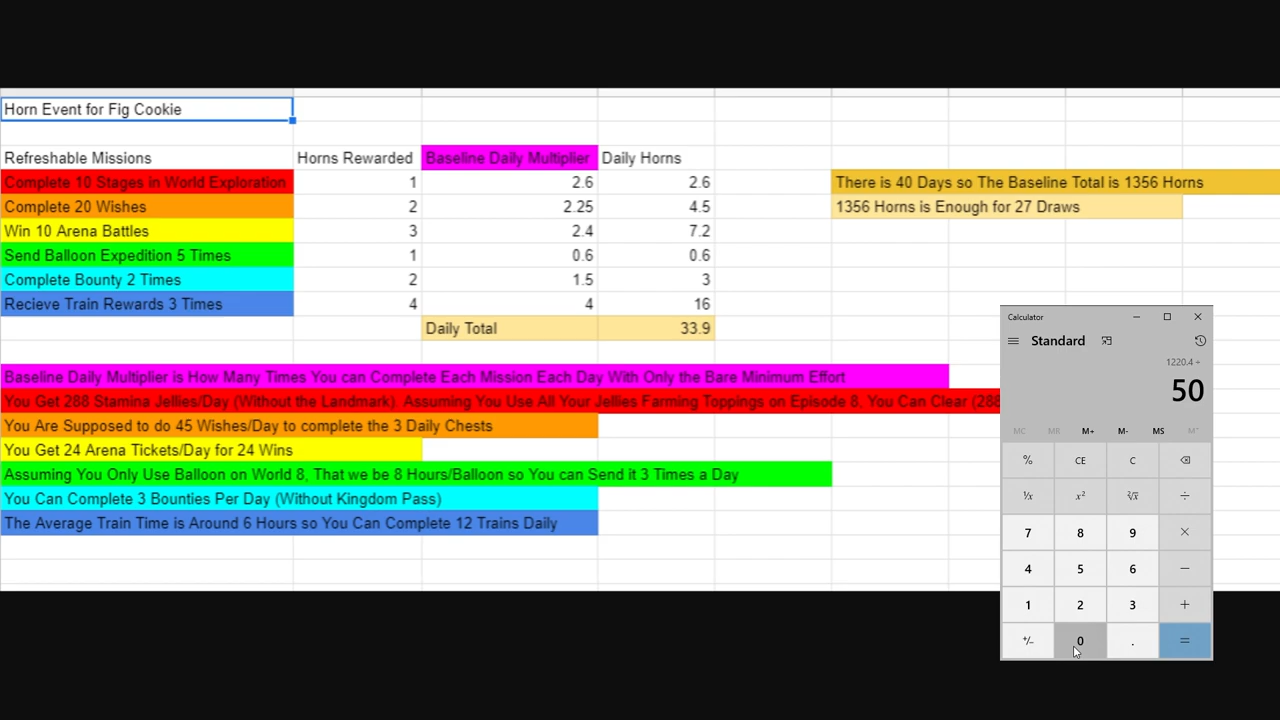 Horn Event for Fig Cookie
Refreshable Missions Horns Rewarded Baseline Daily Multiplier Daily Horns
Complete 10 Stages in World Exploration 1 2.6 2.6 There is 40 Days so The Baseline Total is 1356 Horns
Complete 20 Wishes 2 2.25 4.5 1356 Horns is Enough for 27 Draws
Win 10 Arena Battles 3 2.4 7.2
Send Balloon Expedition 5 Times 1 0.6 0.6
Complete Bounty 2 Times 2 1.5 3
Recieve Train Rewards 3 Times 4 4 16
Daily Total 33.9
Baseline Daily Multiplier is How Many Times You can Complete Each Mission Each Day With Only the Bare Minimum Effort
You Get 288 Stamina Jellies/Day (Without the Landmark). Assuming You Use All Your Jellies Farming Toppings on Episode 8. You Can Clear (288
You Are Supposed to do 45 Wishes/Day to complete the 3 Daily Chests
You Get 24 Arena Tickets/Day for 24 Wins
Assuming You Only Use Balloon on World 8, That we be 8 Hours/Balloon so You can Send it 3 Times a Day
You Can Complete 3 Bounties Per Day (Without Kingdom Pass)
The Average Train Time is Around 6 Hours so You Can Complete 12 Trains Daily
Calculator
Standard
1220.4 ÷
50
MC MR M+ M- MS M˅
% CE C
⅟x x² ²√x ÷
7 8 9 ×
4 5 6 −
1 2 3 +
+/− 0 . =